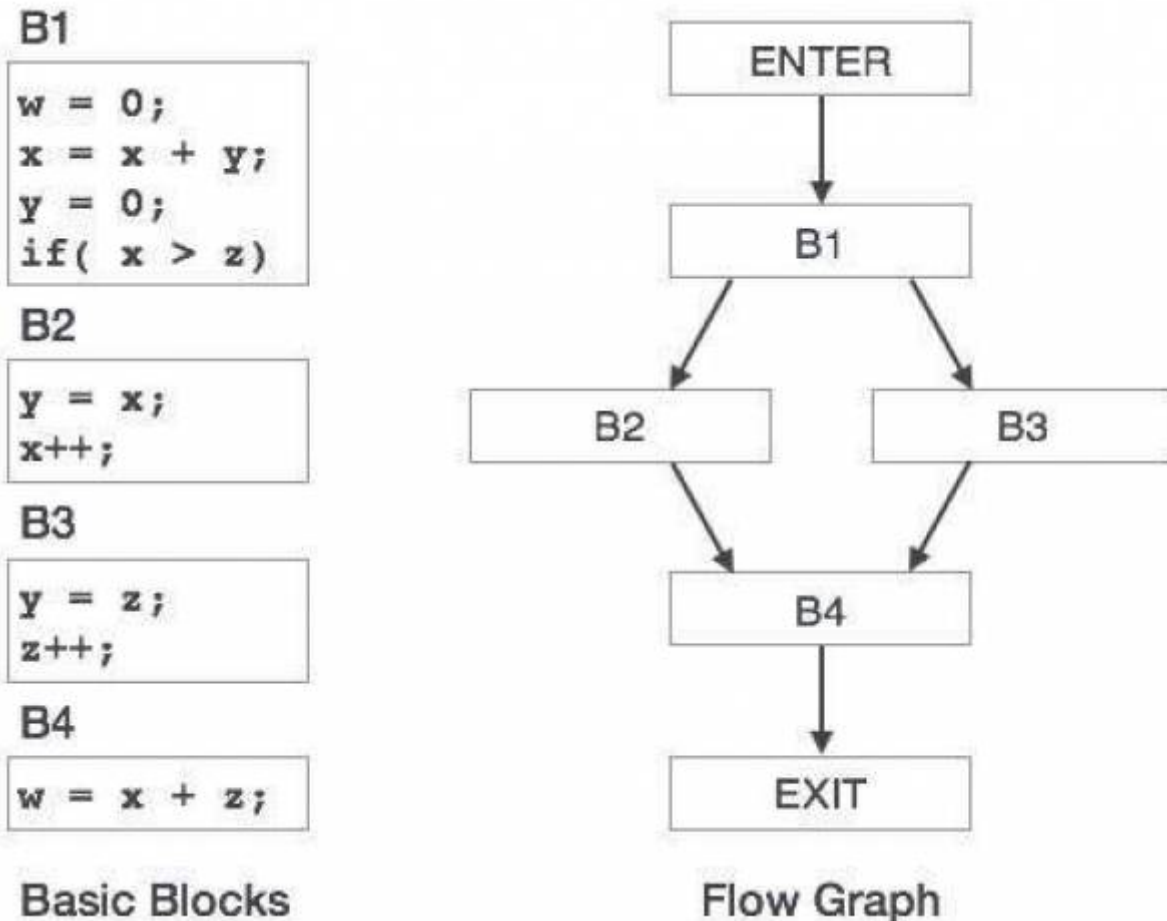 B1
w = 0;
x = x + y;
y = 0;
if( x > z)
B2
y = x;
x++;
B3
y = z;
z++;
B4
w = x + z;
Basic Blocks
ENTER
B1
B2
B3
B4
EXIT
Flow Graph